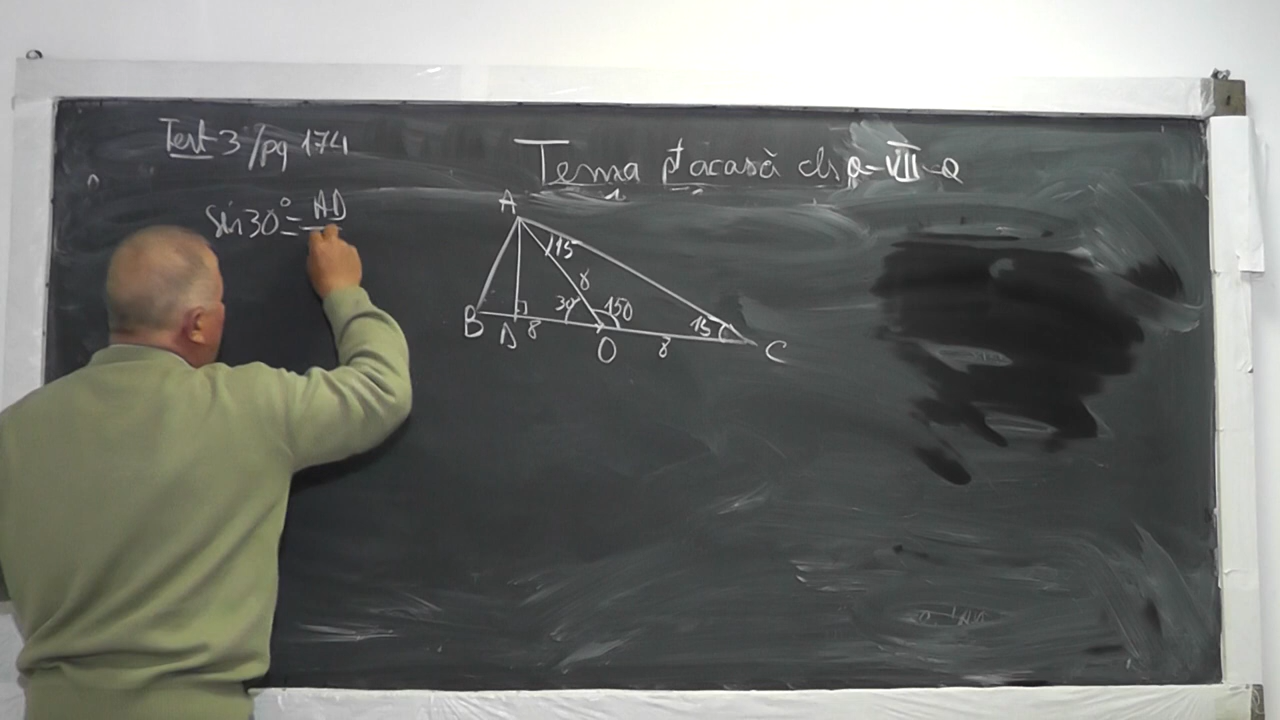 Test 3/pg 174
Tema pt acasă cls a-VII-a
sin 30° = AD
A
15
8
30
150
15
B
D
8
O
8
C